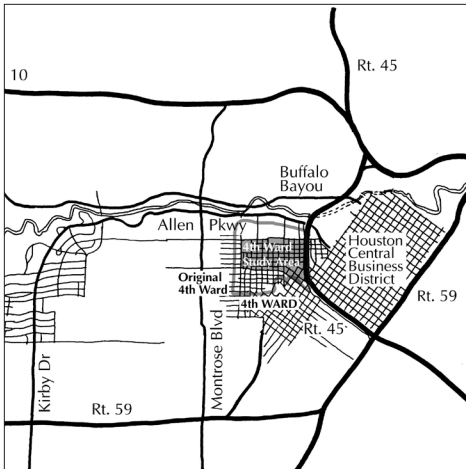 10
Rt. 45
Buffalo
Bayou
Allen Pkwy
4th Ward
Study Area
Houston
Central
Business
District
Original
4th Ward
4th WARD
Rt. 59
Rt. 45
Kirby Dr
Montrose Blvd
Rt. 59